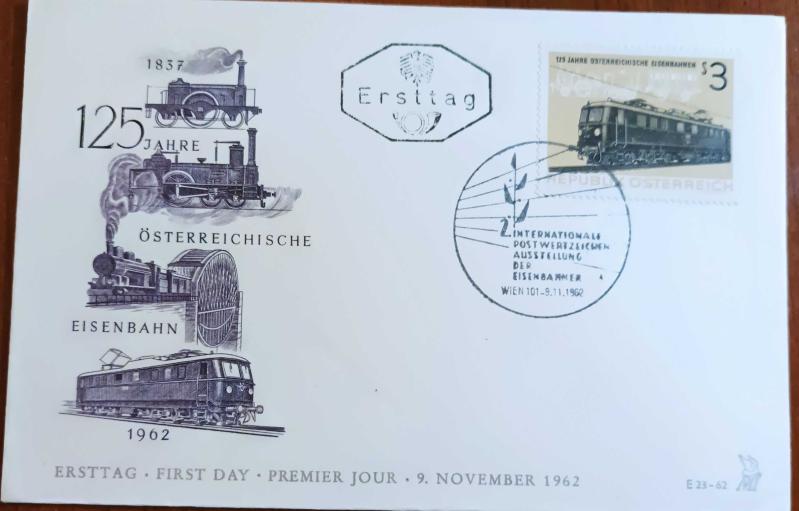 1837
125
JAHRE
ÖSTERREICHISCHE
EISENBAHN
1962
Ersttag
125 JAHRE ÖSTERREICHISCHE EISENBAHNEN
S3
REPUBLIK ÖSTERREICH
2. INTERNATIONALE
POSTWERTZEICHEN
AUSSTELLUNG
DER
EISENBAHNER
WIEN 101-9.11.1962
ERSTTAG · FIRST DAY · PREMIER JOUR · 9. NOVEMBER 1962
E 23-62